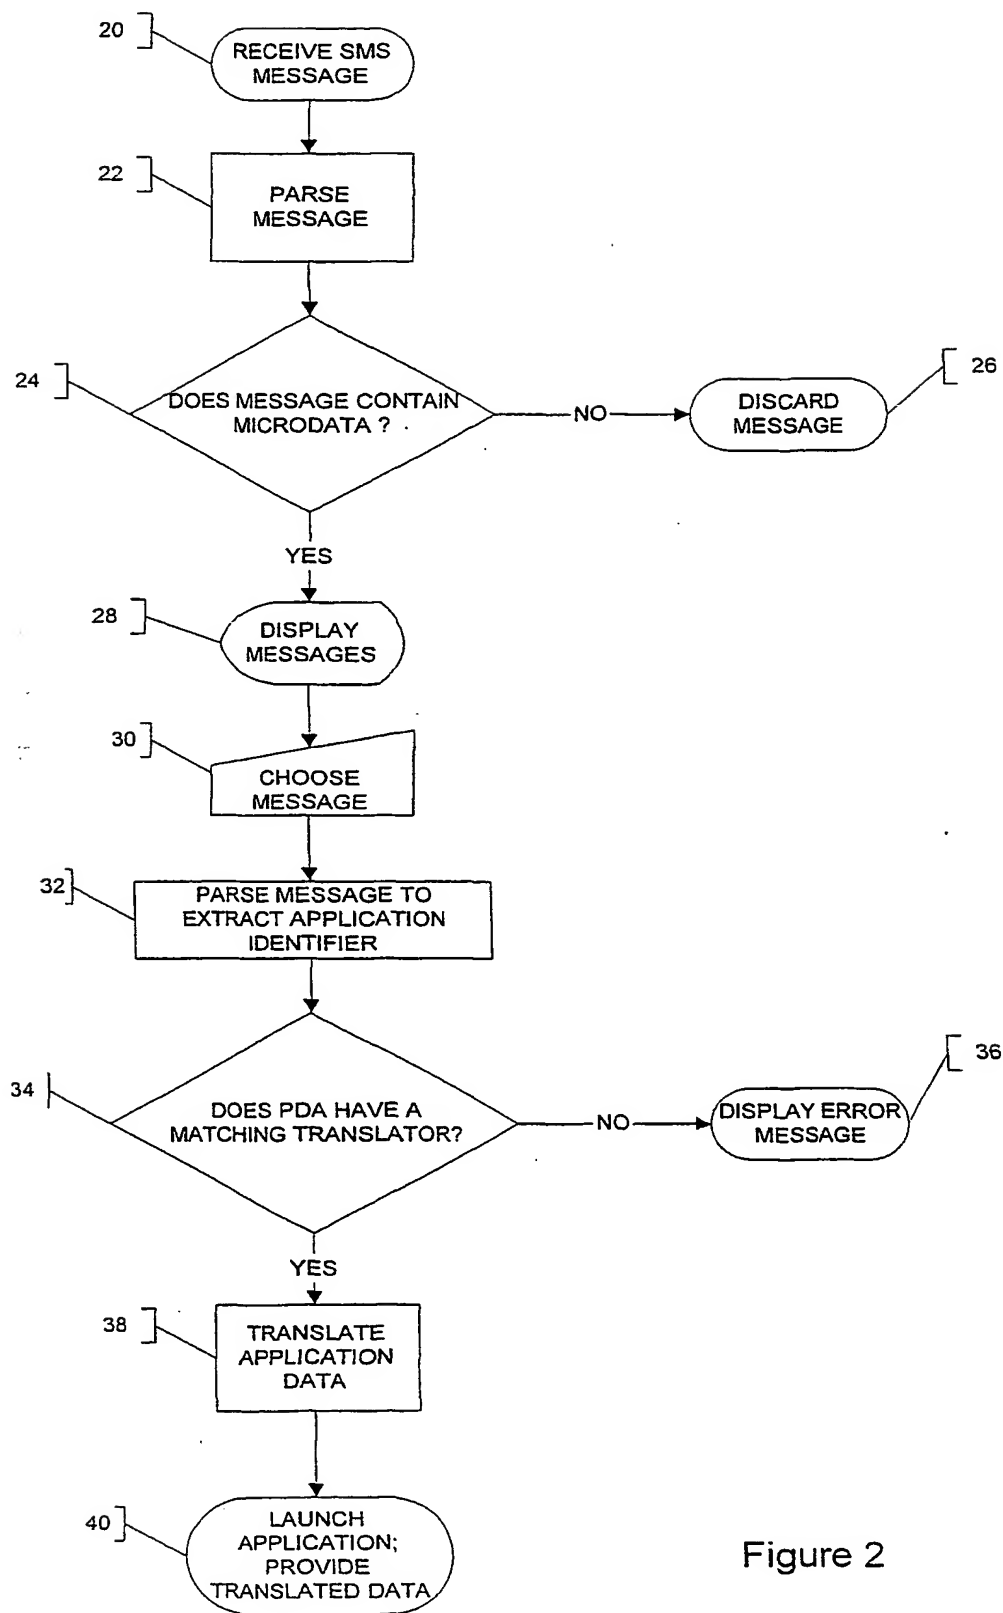 20
RECEIVE SMS
MESSAGE
22
PARSE
MESSAGE
24
DOES MESSAGE CONTAIN
MICRODATA ?
NO
DISCARD
MESSAGE
26
YES
28
DISPLAY
MESSAGES
30
CHOOSE
MESSAGE
32
PARSE MESSAGE TO
EXTRACT APPLICATION
IDENTIFIER
34
DOES PDA HAVE A
MATCHING TRANSLATOR?
NO
DISPLAY ERROR
MESSAGE
36
YES
38
TRANSLATE
APPLICATION
DATA
40
LAUNCH
APPLICATION;
PROVIDE
TRANSLATED DATA
Figure 2